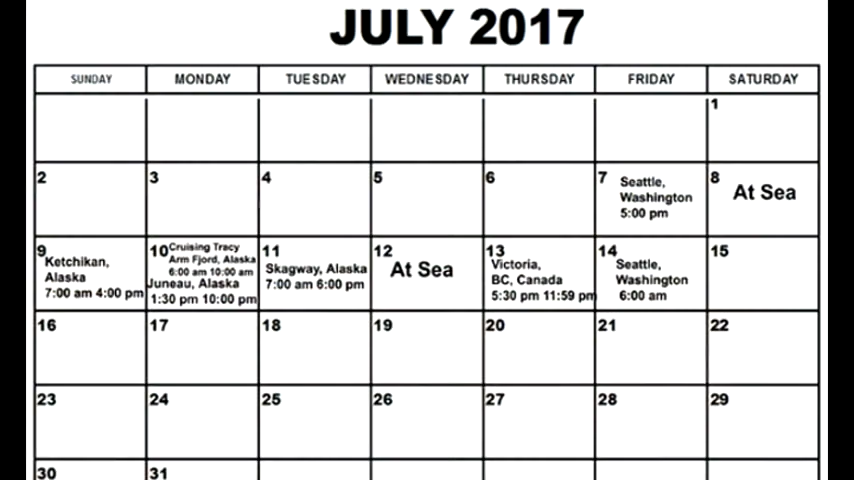 JULY 2017
SUNDAY MONDAY TUESDAY WEDNESDAY THURSDAY FRIDAY SATURDAY
1
2
3
4
5
6
7
Seattle,
Washington
5:00 pm
8
At Sea
9
Ketchikan,
Alaska
7:00 am 4:00 pm
10
Cruising Tracy
Arm Fjord, Alaska
6:00 am 10:00 am
Juneau, Alaska
1:30 pm 10:00 pm
11
Skagway, Alaska
7:00 am 6:00 pm
12
At Sea
13
Victoria,
BC, Canada
5:30 pm 11:59 pm
14
Seattle,
Washington
6:00 am
15
16
17
18
19
20
21
22
23
24
25
26
27
28
29
30
31